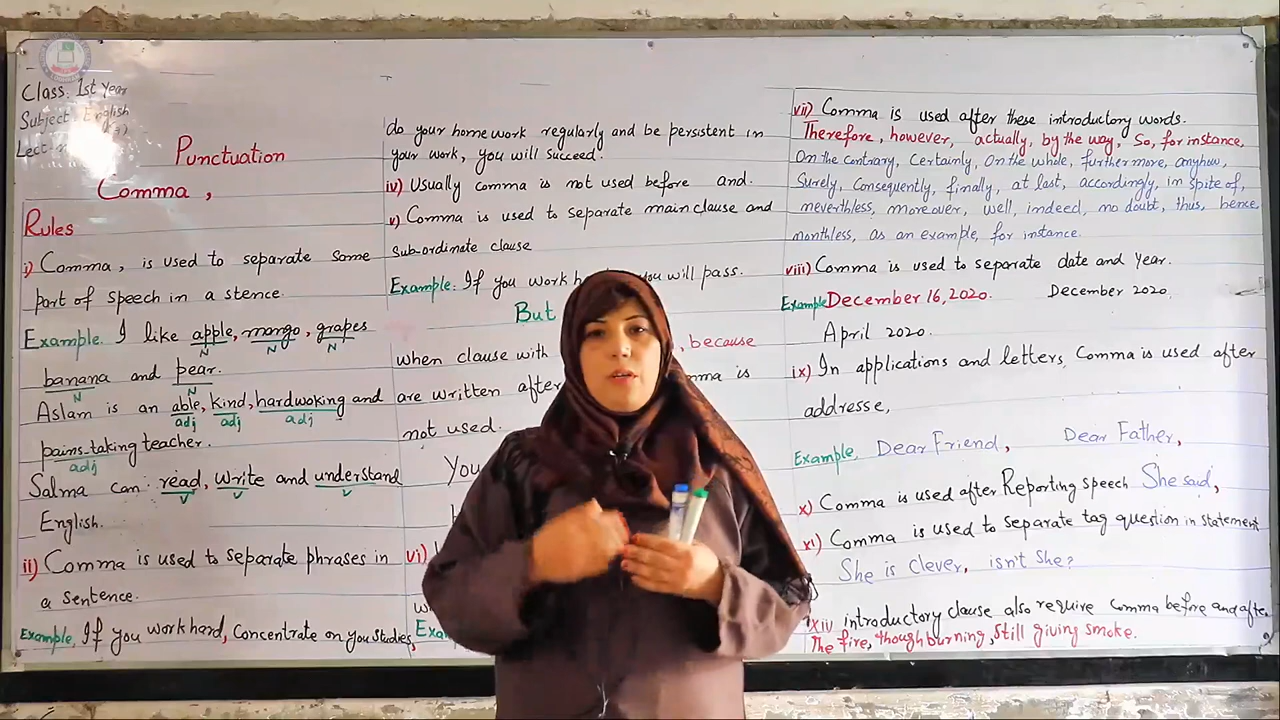 Class: 1st year
Subject: English
Punctuation
Comma ,
Rules
i) Comma, is used to separate some
part of speech in a stence.
Example. I like apple, mango, grapes
N N N
banana and pear.
N N
Aslam is an able, kind, hardwoking and
adj adj adj
pains-taking teacher.
adj
Salma can read, write and understand
v v v
English.
ii) Comma is used to separate phrases in
a sentence.
Example, If you work hard, concentrate on you studies,
do your homework regularly and be persistent in
your work, you will succeed.
iv) Usually comma is not used before and.
v) Comma is used to separate main clause and
Subordinate clause
Example. If you work you will pass.
But
when clause with , because
are written after is
not used.
You
vi)
vii) Comma is used after these introductory words.
Therefore, however, actually, by the way, So, for instance,
On the contrary, Certainly, On the whole, furthermore, anyhow,
Surely, Consequently, finally, at last, accordingly, in spite of,
neverthless, moreover, well, indeed, no doubt, thus, hence
monthless, as an example, for instance.
viii) Comma is used to separate date and year.
Example December 16, 2020. December 2020.
April 2020.
ix) In applications and letters, Comma is used after
addresse,
Example, Dear Friend, Dear Father,
x) Comma is used after Reporting speech She said,
xi) Comma is used to separate tag question in statement
She is clever, isn't she?
xiv introductory clause also require comma before and after.
The fire, though burning, still giving smoke.